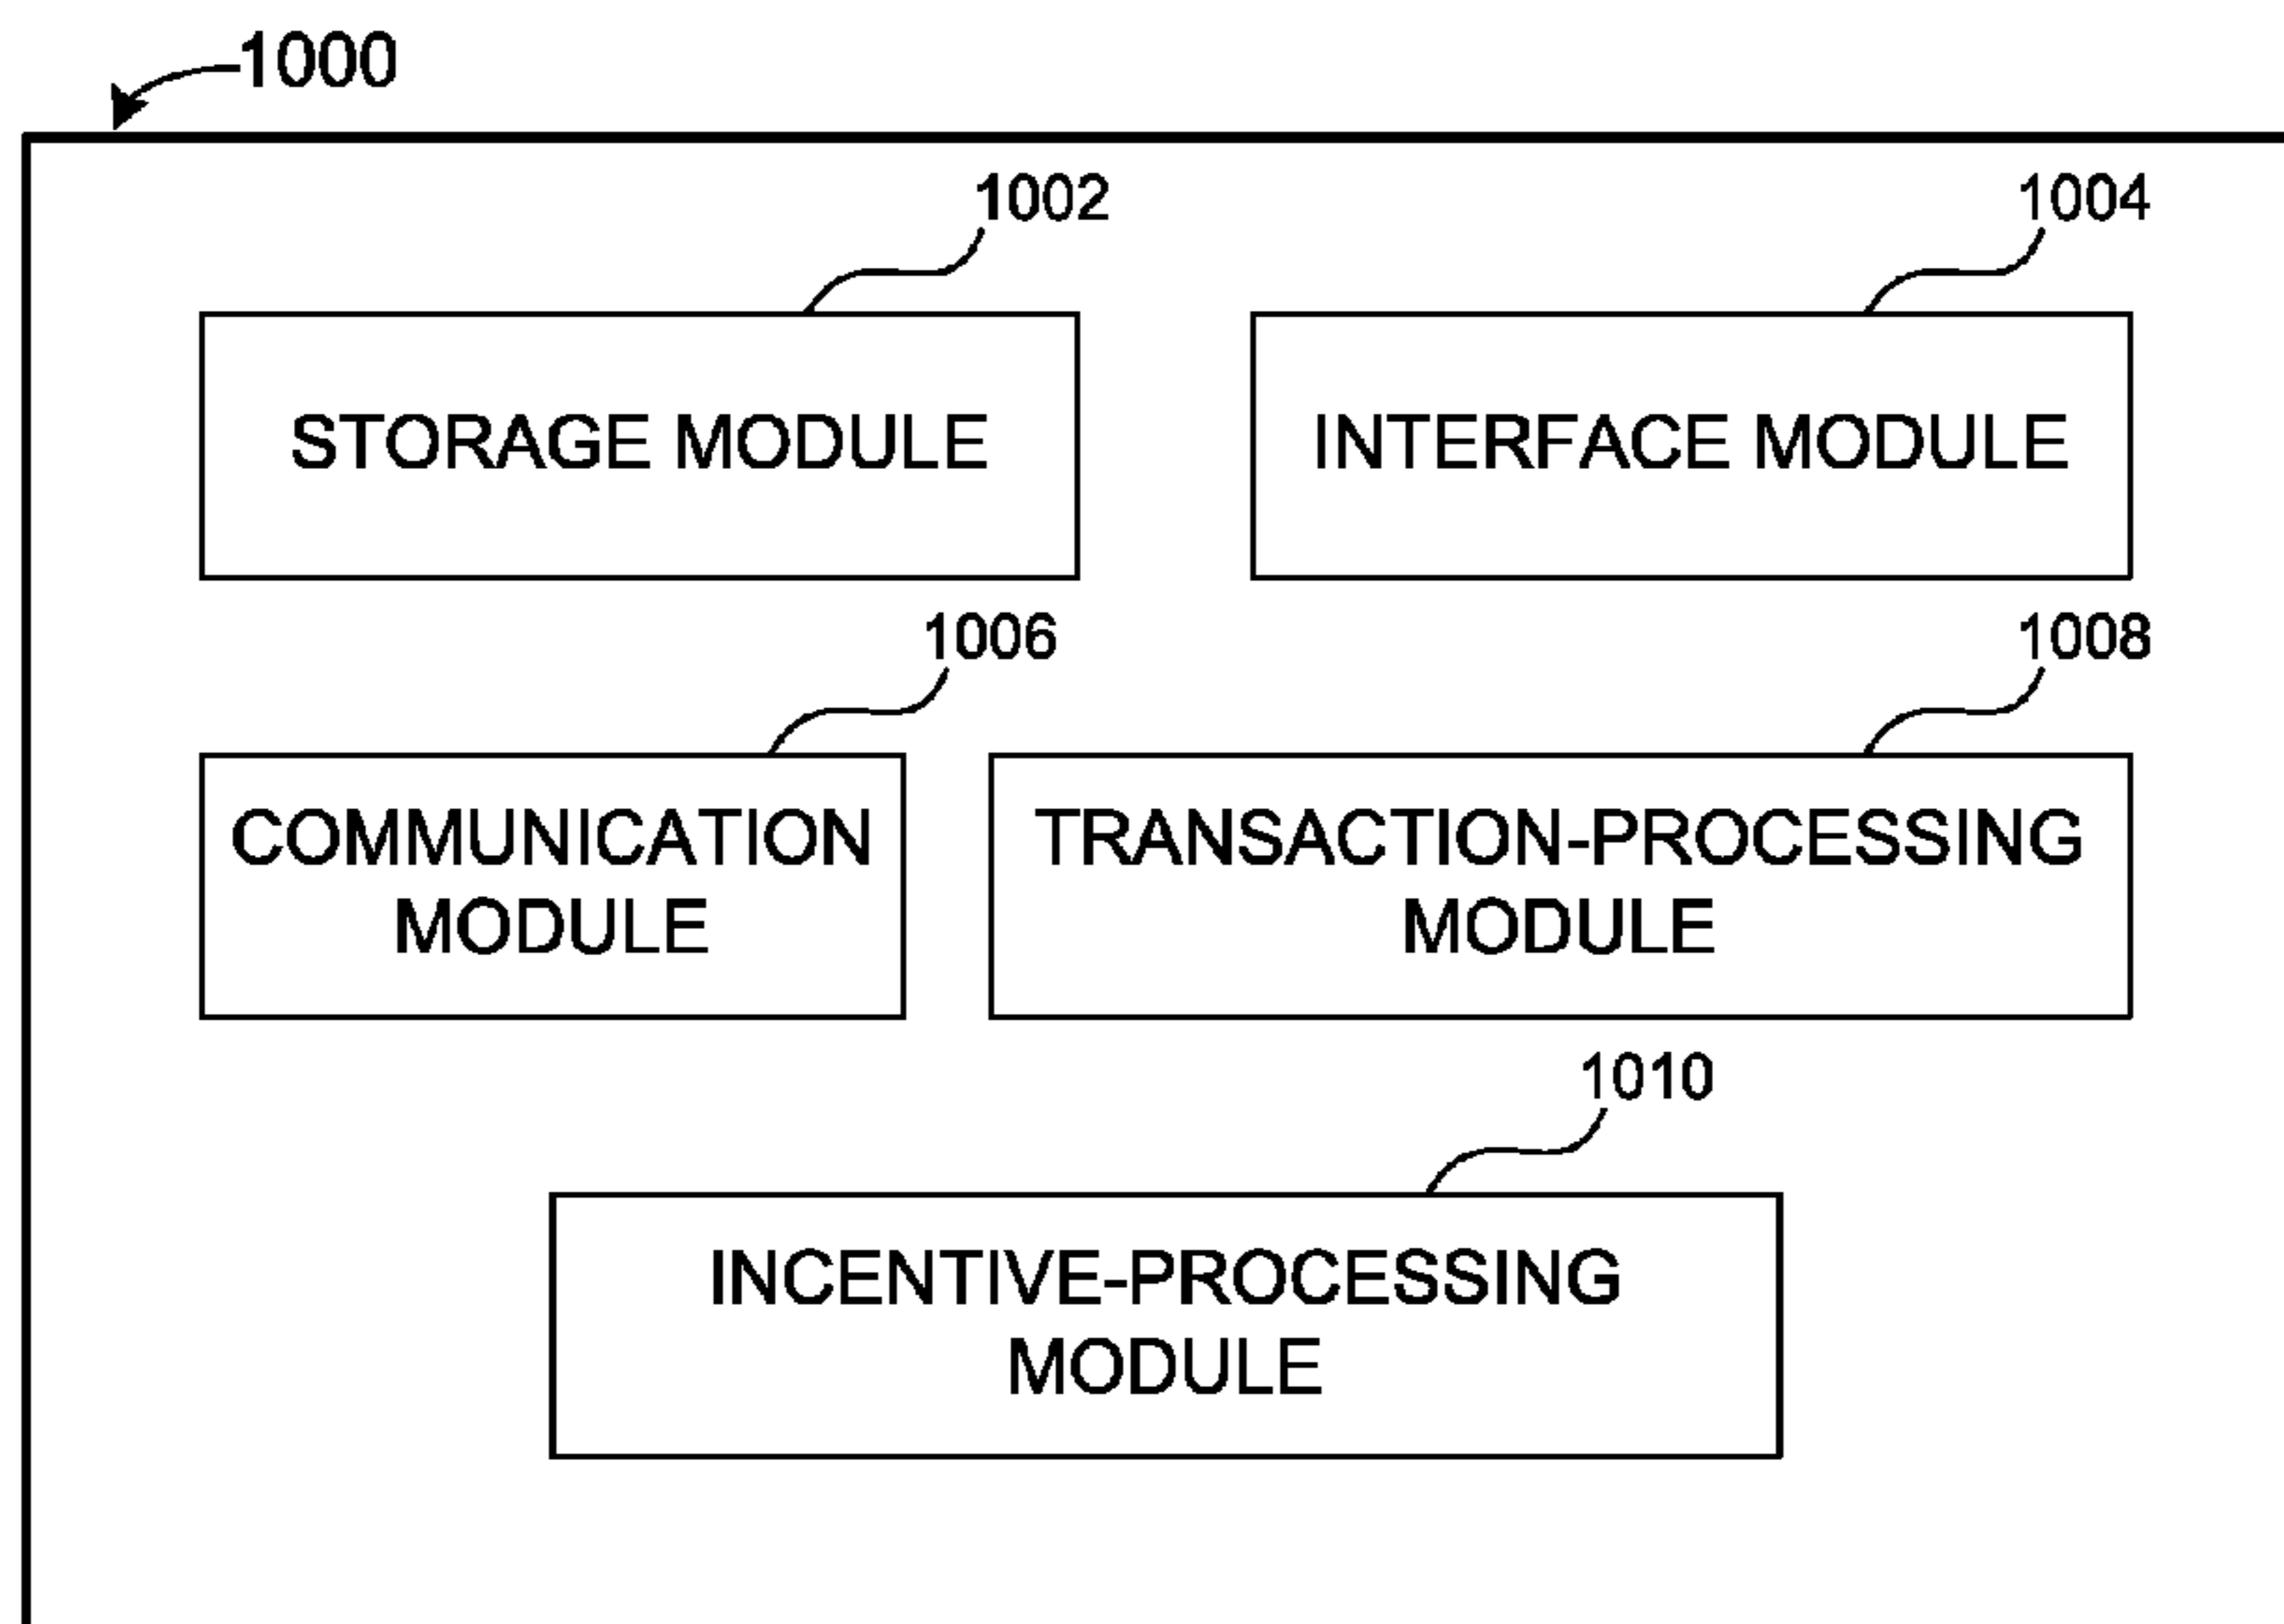 1000
1002
1004
STORAGE MODULE
INTERFACE MODULE
1006
1008
COMMUNICATION
MODULE
TRANSACTION-PROCESSING
MODULE
1010
INCENTIVE-PROCESSING
MODULE